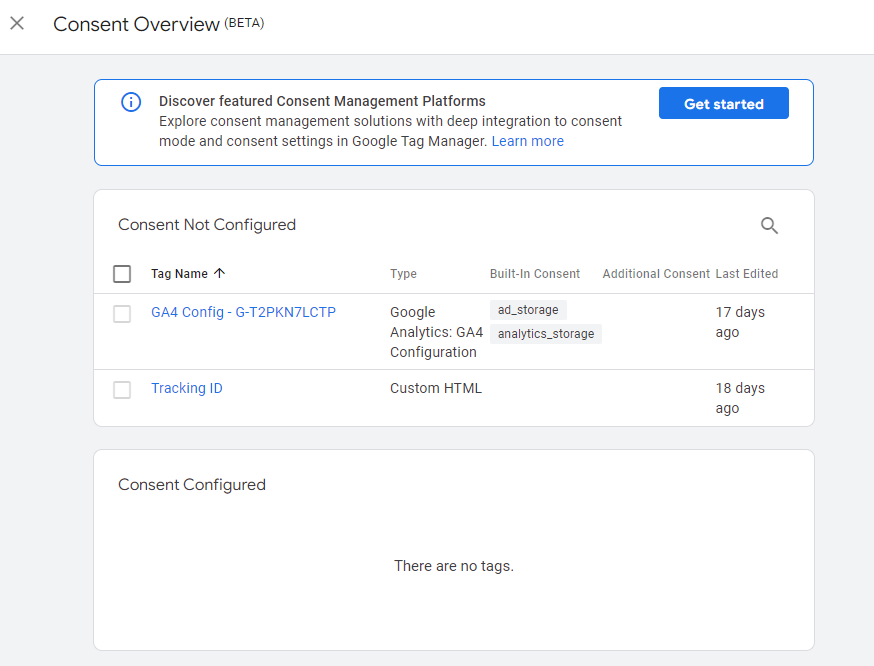 Consent Overview (BETA)
Discover featured Consent Management Platforms
Explore consent management solutions with deep integration to consent
mode and consent settings in Google Tag Manager. Learn more
Get started
Consent Not Configured
Tag Name Type Built-In Consent Additional Consent Last Edited
GA4 Config - G-T2PKN7LCTP
Google
Analytics: GA4
Configuration
ad_storage
analytics_storage
17 days
ago
Tracking ID
Custom HTML
18 days
ago
Consent Configured
There are no tags.